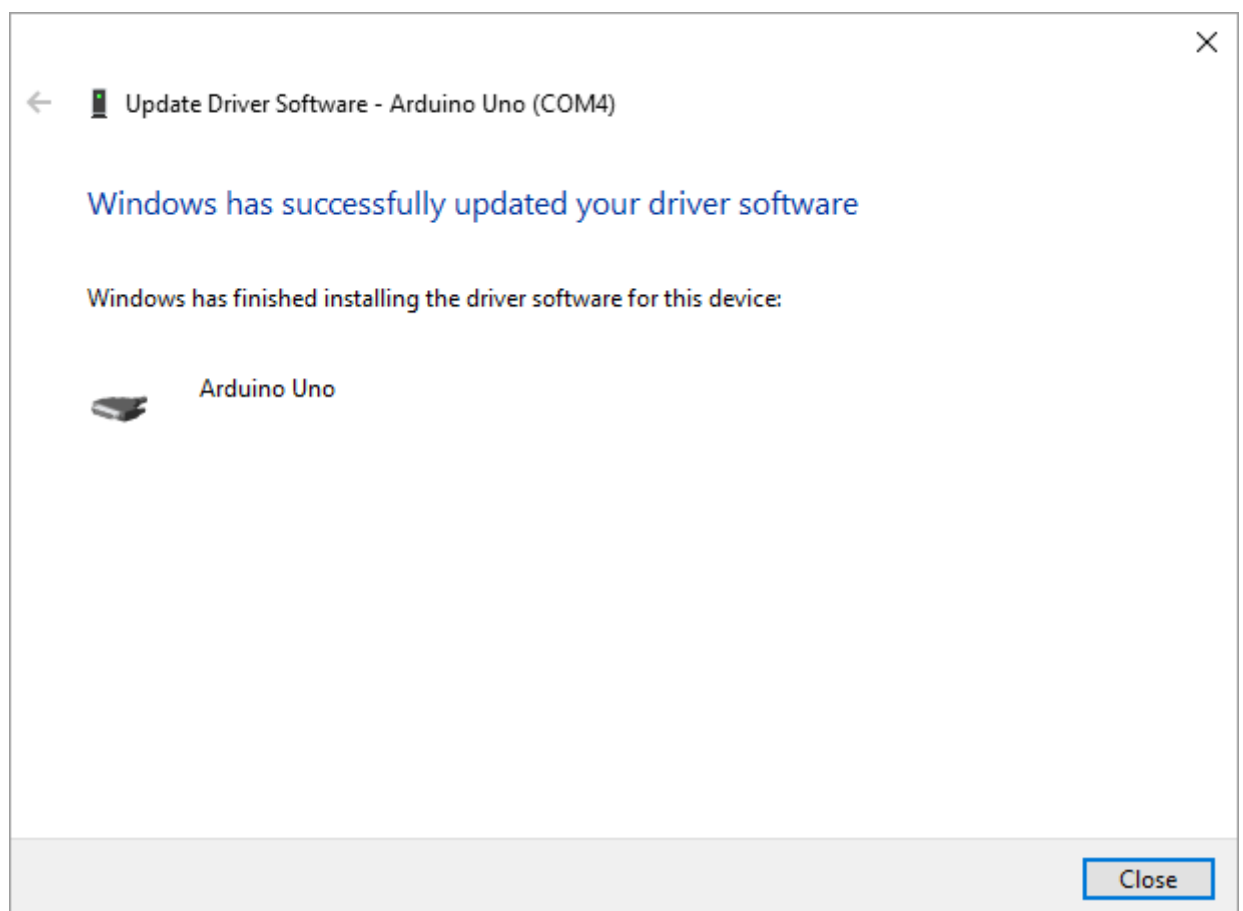 Update Driver Software - Arduino Uno (COM4)
Windows has successfully updated your driver software
Windows has finished installing the driver software for this device:
Arduino Uno
Close